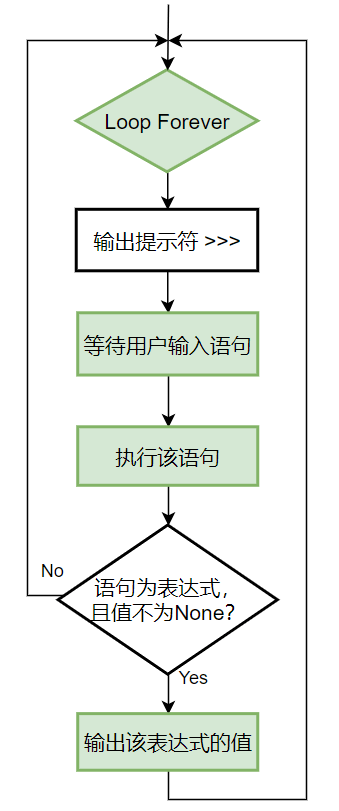 Loop Forever
输出提示符 >>>
等待用户输入语句
执行该语句
No
语句为表达式，
且值不为None?
Yes
输出该表达式的值